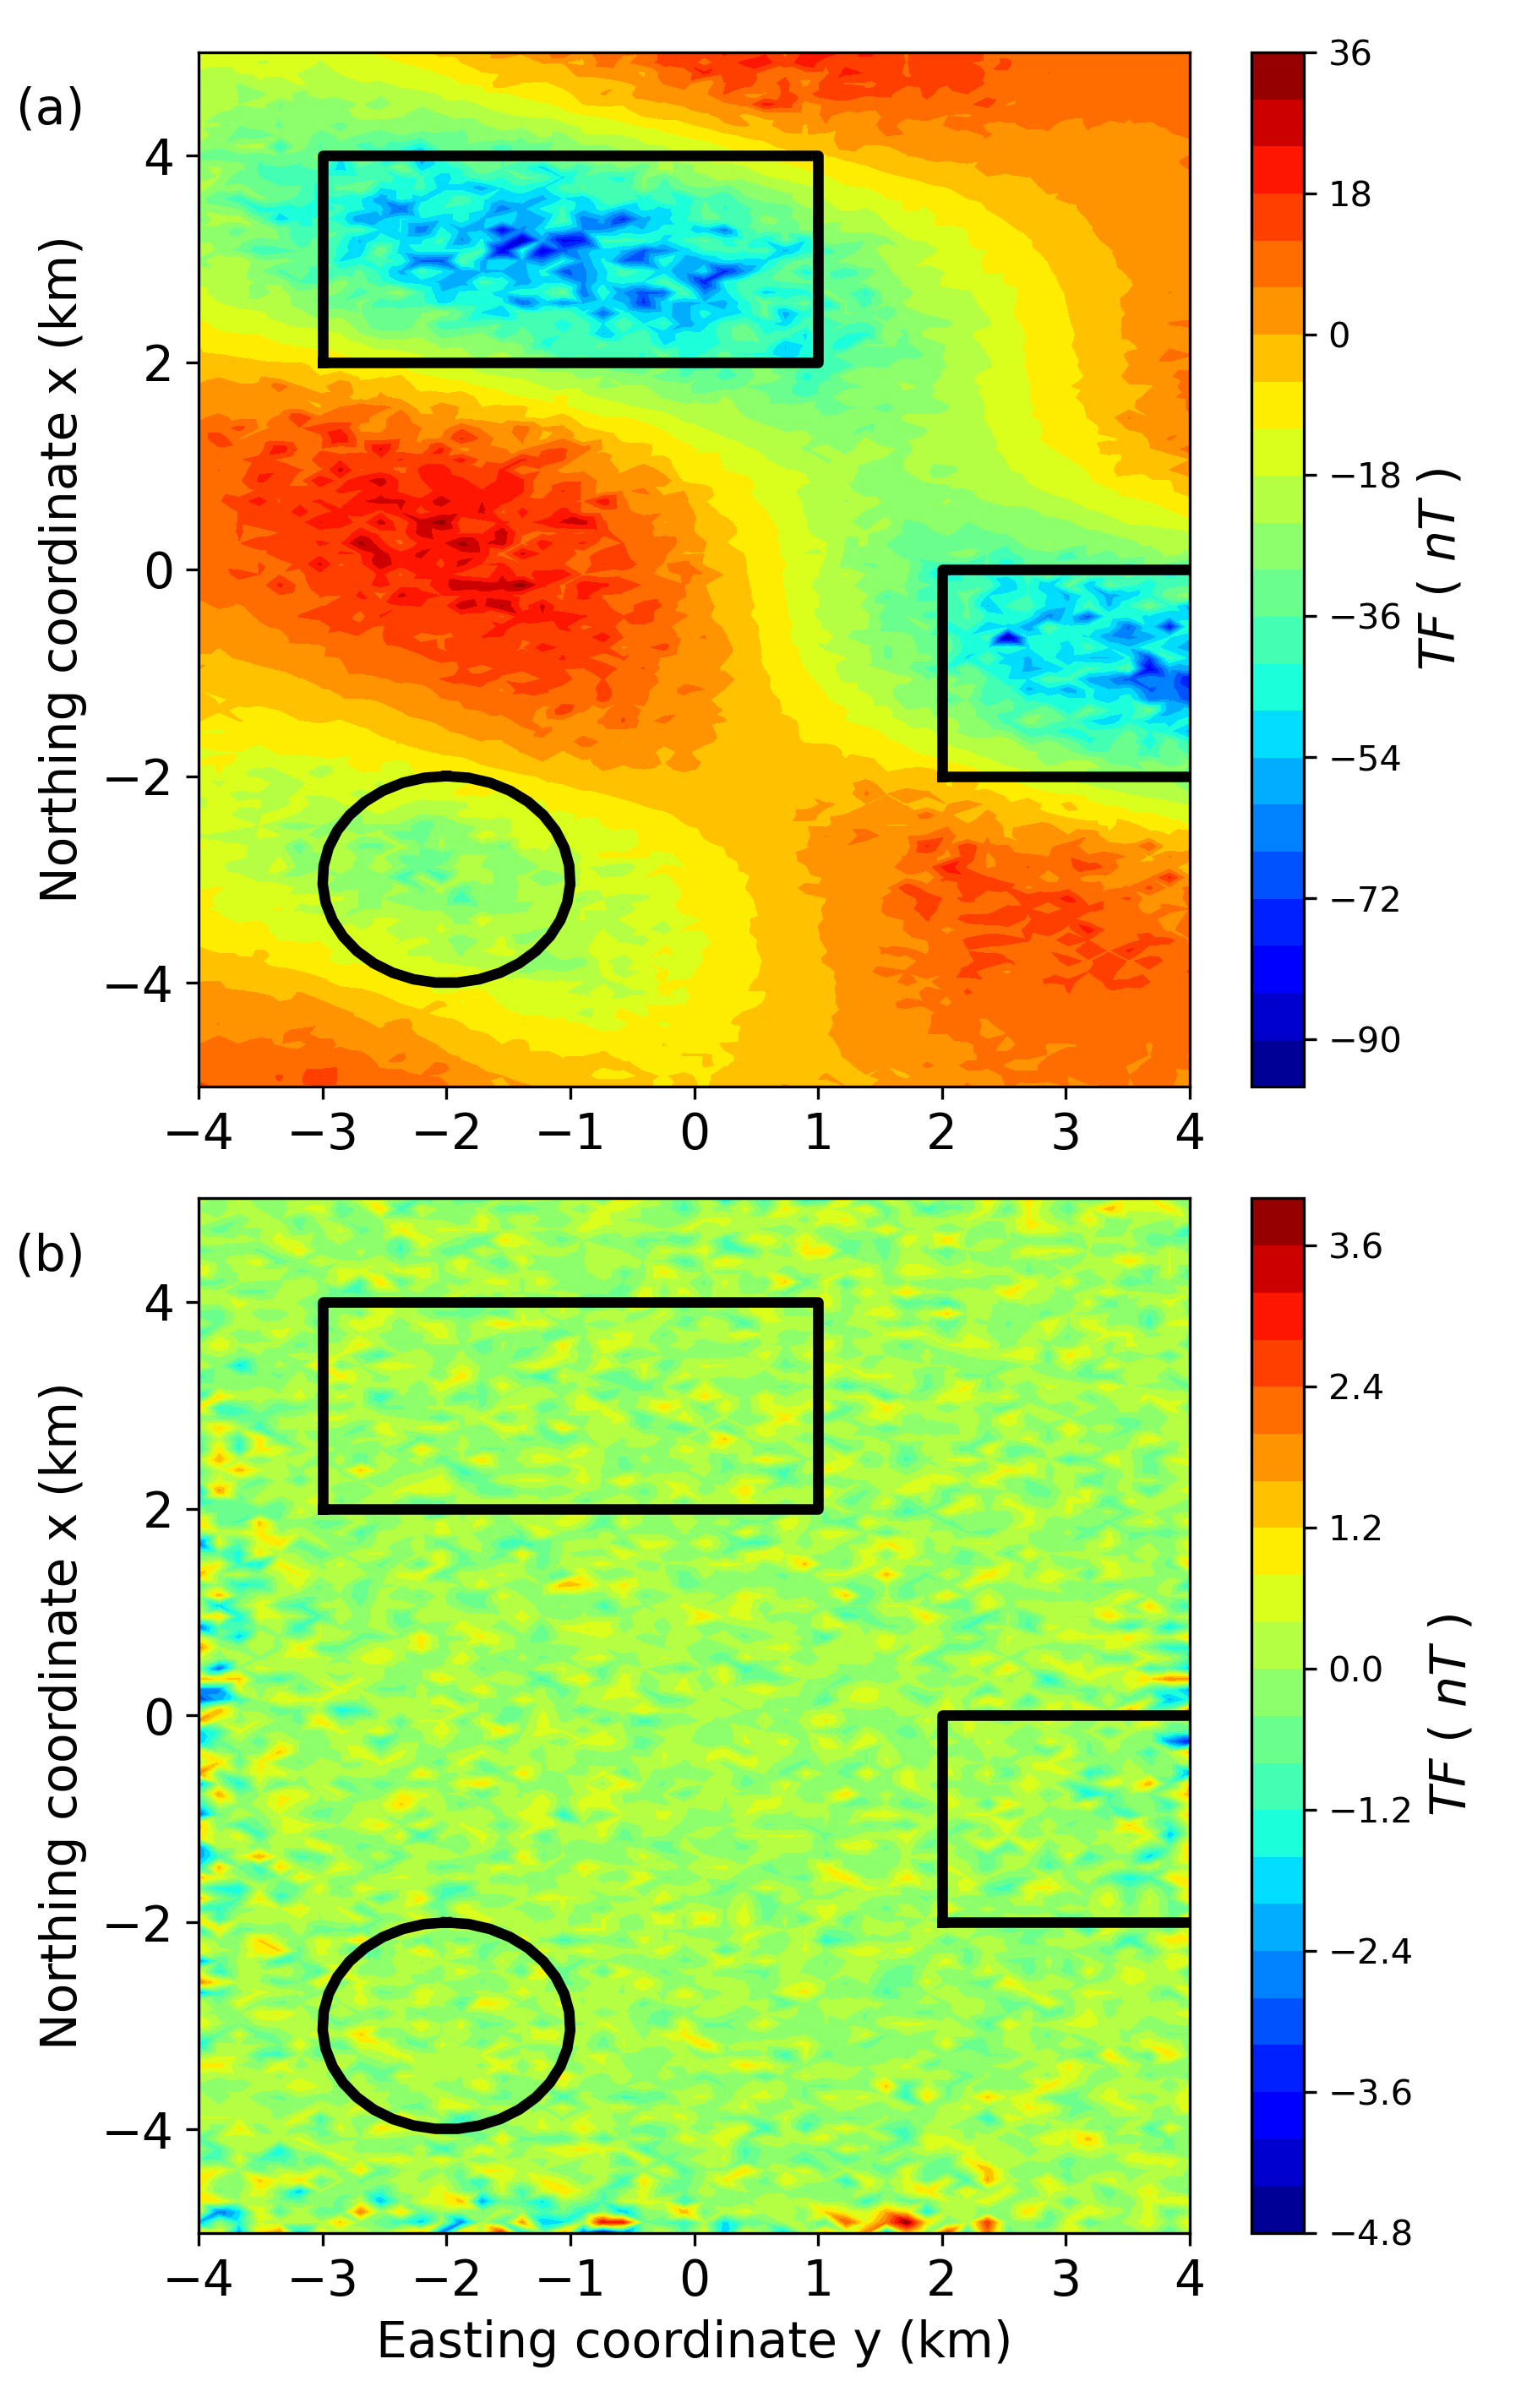 (a)
Northing coordinate x (km)
4
2
0
−2
−4
−4 −3 −2 −1 0 1 2 3 4
36
18
0
−18
−36
−54
−72
−90
TF ( nT )
(b)
Northing coordinate x (km)
4
2
0
−2
−4
−4 −3 −2 −1 0 1 2 3 4
Easting coordinate y (km)
3.6
2.4
1.2
0.0
−1.2
−2.4
−3.6
−4.8
TF ( nT )